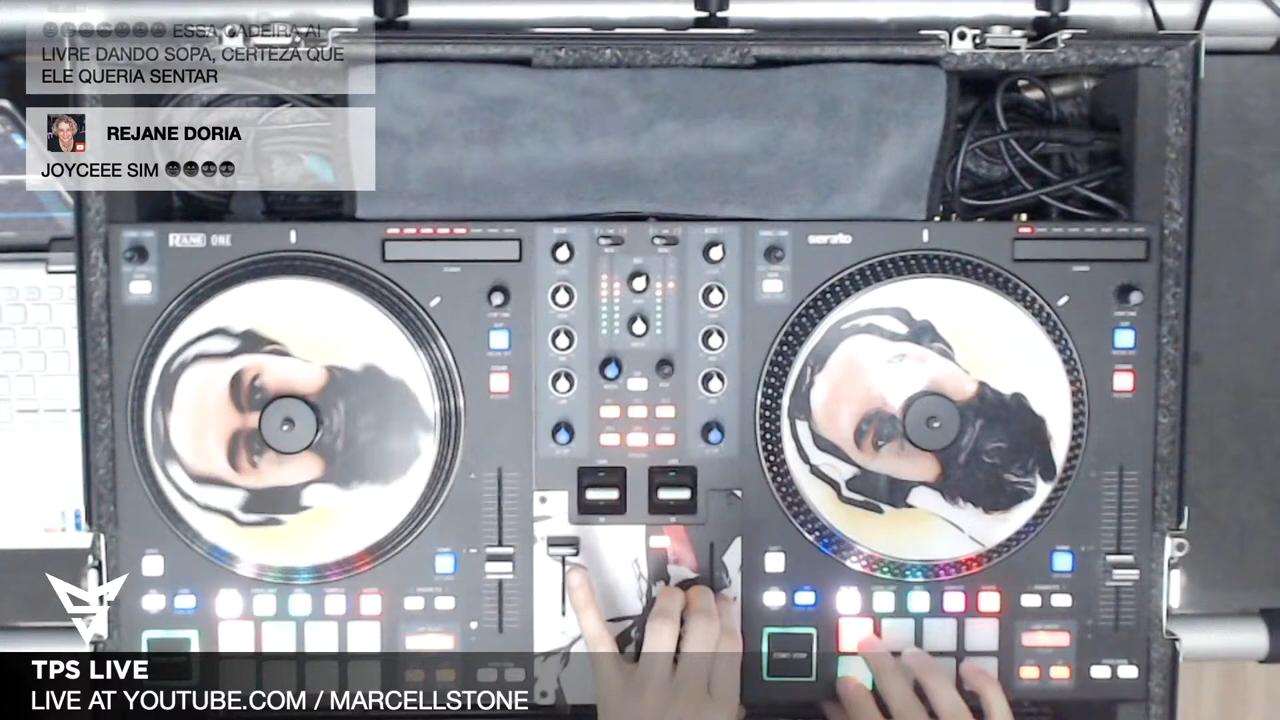 ESSA CADEIRA AI
LIVRE DANDO SOPA, CERTEZA QUE
ELE QUERIA SENTAR
REJANE DORIA
JOYCEEE SIM
RANE ONE
serato
TPS LIVE
LIVE AT YOUTUBE.COM / MARCELLSTONE